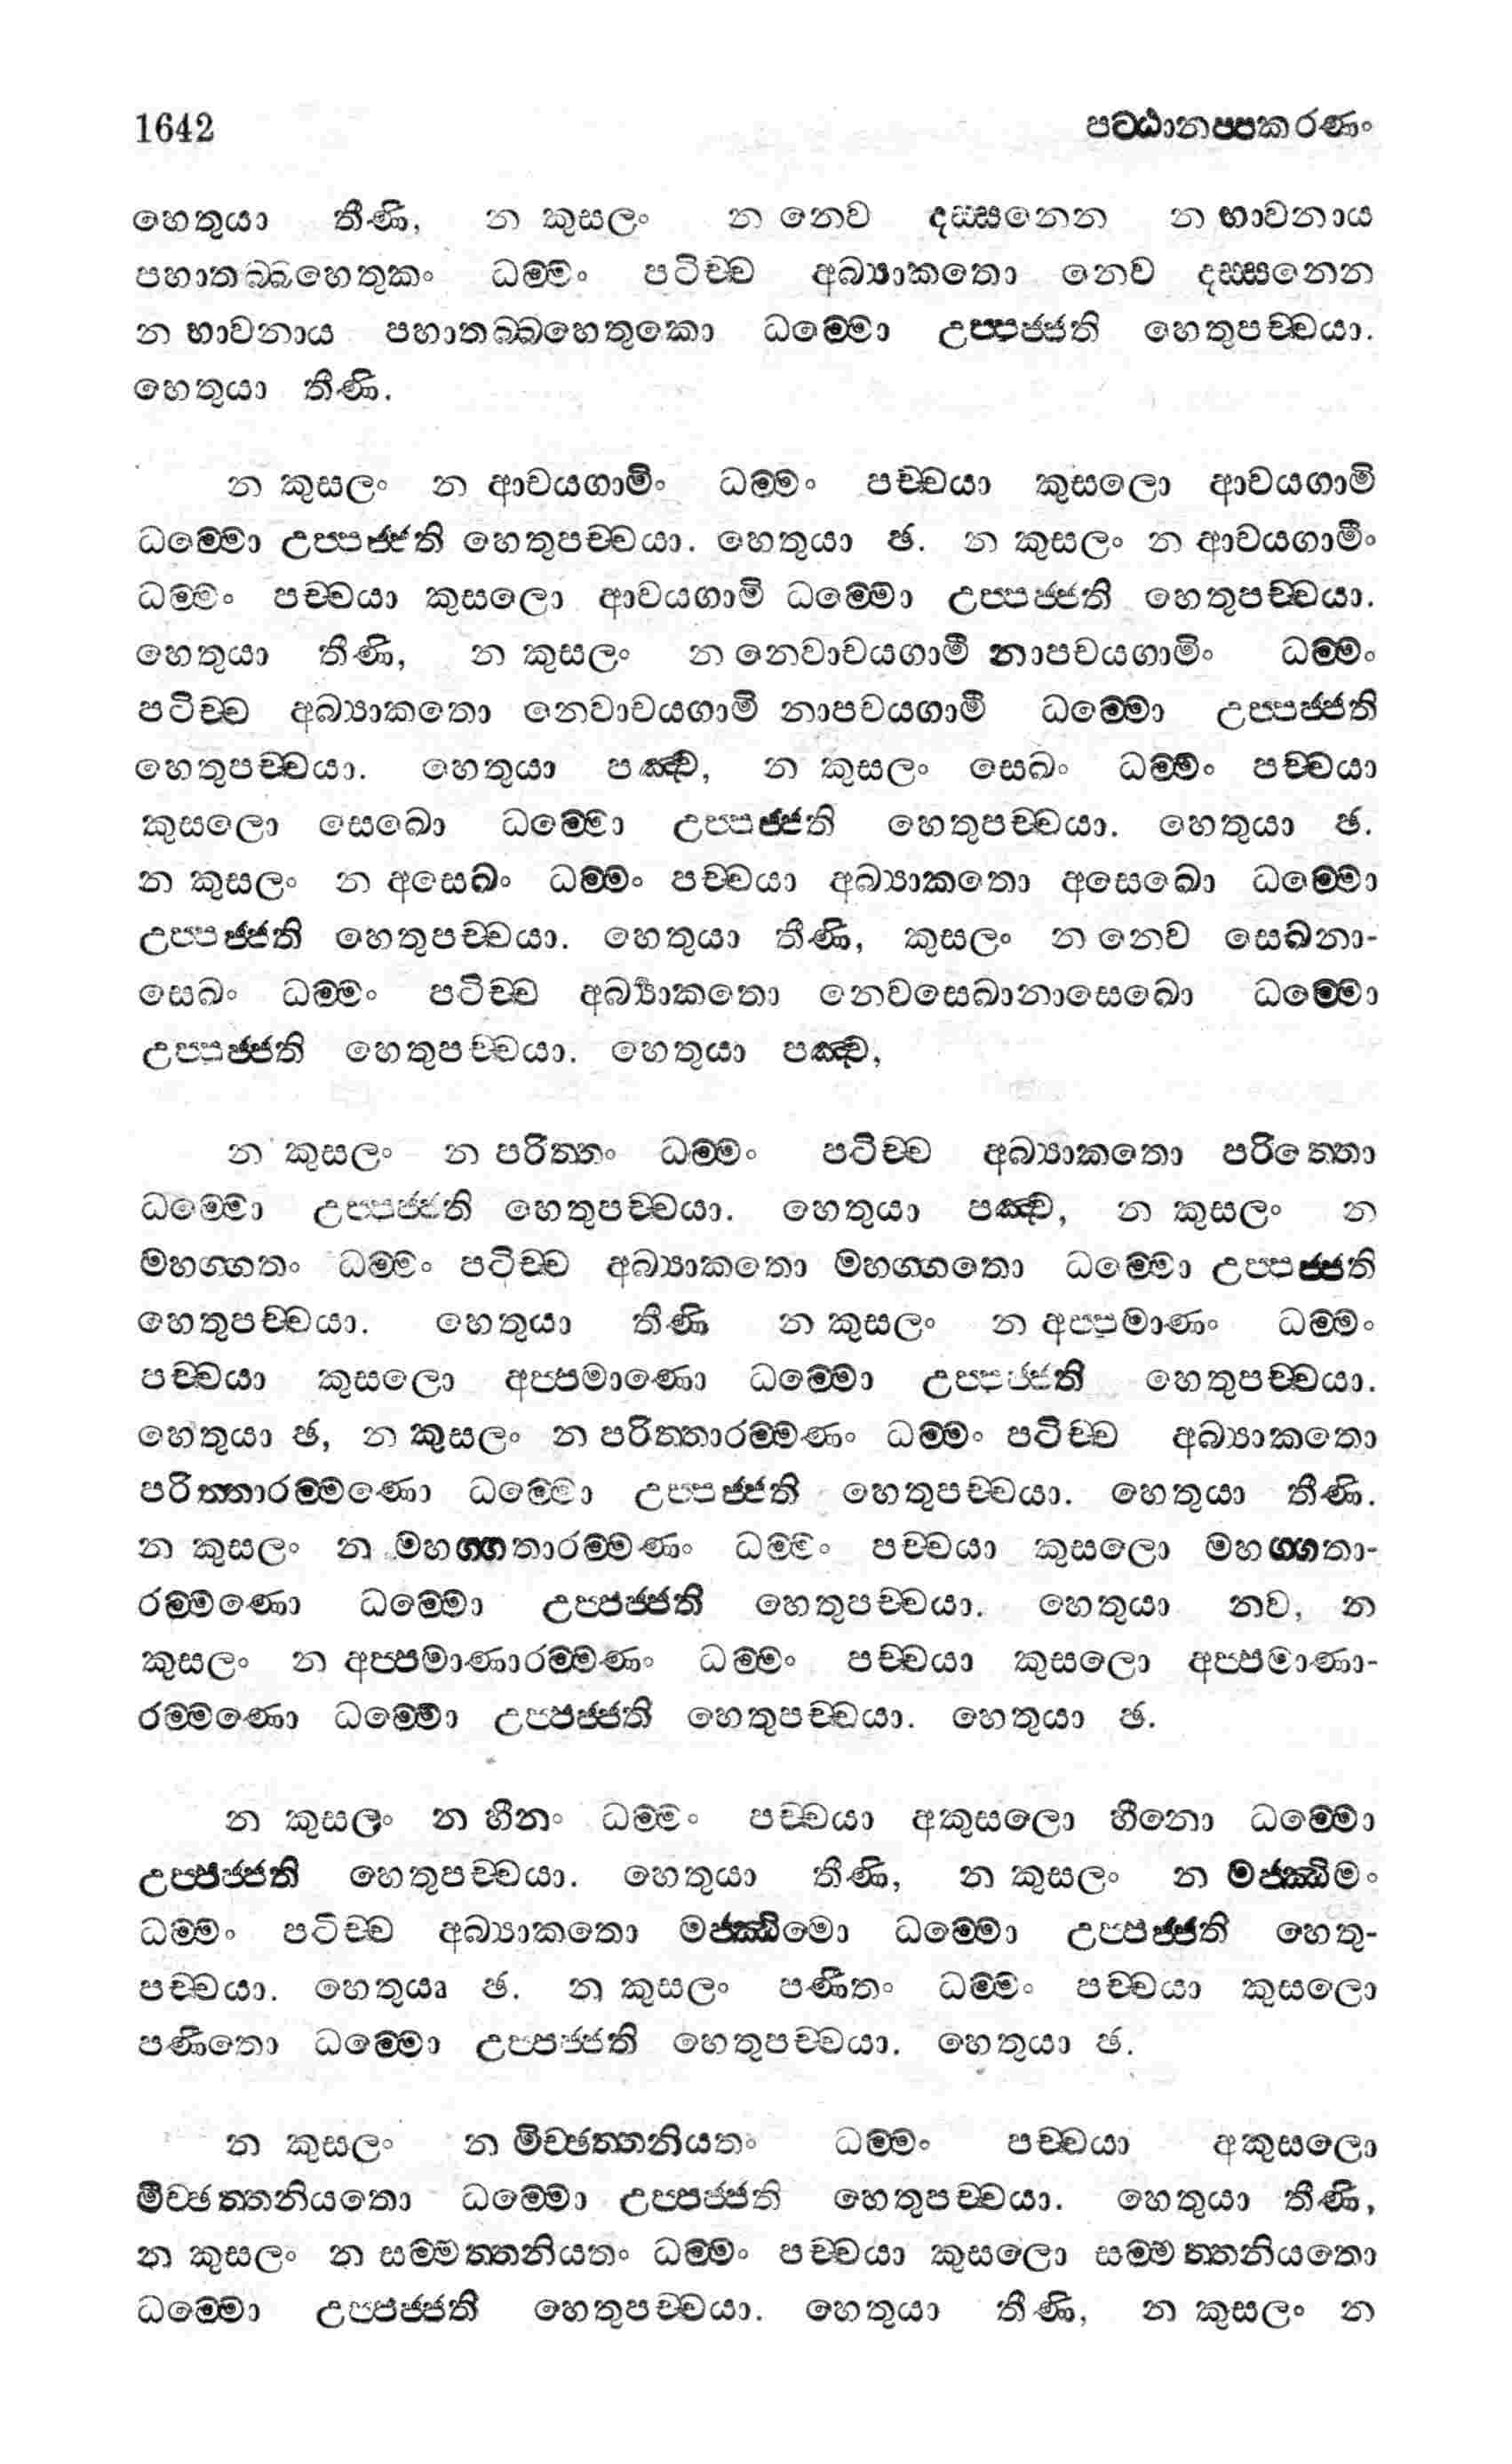 1642 පට්ඨානප්පකරණං
හෙතුයා තීණි, න කුසලං න නෙව දස්සනෙන න භාවනාය
පහාතබ්බහෙතුකං ධම්මං පටිච්ච අබ්‍යාකතො නෙව දස්සනෙන
න භාවනාය පහාතබ්බහෙතුකො ධම්මො උප්පජ්ජති හෙතුපච්චයා.
හෙතුයා තීණි.
න කුසලං න ආචයගාමිං ධම්මං පච්චයා කුසලො ආචයගාමි
ධම්මො උප්පජ්ජති හෙතුපච්චයා. හෙතුයා ඡ. න කුසලං න ආචයගාමීං
ධම්මං පච්චයා කුසලො ආචයගාමි ධම්මො උප්පජ්ජති හෙතුපච්චයා.
හෙතුයා තීණි, න කුසලං න නෙවාචයගාමී නාපචයගාමිං ධම්මං
පටිච්ච අබ්‍යාකතො නෙවාචයගාමි නාපචයගාමී ධම්මො උප්පජ්ජති
හෙතුපච්චයා. හෙතුයා පඤ්ච, න කුසලං සෙඛං ධම්මං පච්චයා
කුසලො සෙඛො ධම්මො උප්පජ්ජති හෙතුපච්චයා. හෙතුයා ඡ.
න කුසලං න අසෙඛං ධම්මං පච්චයා අබ්‍යාකතො අසෙඛො ධම්මො
උප්පජ්ජති හෙතුපච්චයා. හෙතුයා තීණි, කුසලං න නෙව සෙඛනා-
සෙඛං ධම්මං පටිච්ච අබ්‍යාකතො නෙවසෙඛානාසෙඛො ධම්මො
උප්පජ්ජති හෙතුපච්චයා. හෙතුයා පඤ්ච,
න කුසලං න පරිත්තං ධම්මං පටිච්ච අබ්‍යාකතො පරිත්තො
ධම්මො උප්පජ්ජති හෙතුපච්චයා. හෙතුයා පඤ්ච, න කුසලං න
මහග්ගතං ධම්මං පටිච්ච අබ්‍යාකතො මහග්ගතො ධම්මො උප්පජ්ජති
හෙතුපච්චයා. හෙතුයා තීණි න කුසලං න අප්පමාණං ධම්මං
පච්චයා කුසලො අප්පමාණො ධම්මො උප්පජ්ජති හෙතුපච්චයා.
හෙතුයා ඡ, න කුසලං න පරිත්තාරම්මණං ධම්මං පටිච්ච අබ්‍යාකතො
පරිත්තාරම්මණො ධම්මො උප්පජ්ජති හෙතුපච්චයා. හෙතුයා තීණි.
න කුසලං න මහග්ගතාරම්මණං ධම්මං පච්චයා කුසලො මහග්ගතා-
රම්මණො ධම්මො උප්පජ්ජති හෙතුපච්චයා. හෙතුයා නව, න
කුසලං න අප්පමාණාරම්මණං ධම්මං පච්චයා කුසලො අප්පමාණා-
රම්මණො ධම්මො උප්පජ්ජති හෙතුපච්චයා. හෙතුයා ඡ.
න කුසලං න හීනං ධම්මං පච්චයා අකුසලො හීනො ධම්මො
උප්පජ්ජති හෙතුපච්චයා. හෙතුයා තීණි, න කුසලං න මජ්ඣිමං
ධම්මං පටිච්ච අබ්‍යාකතො මජ්ඣිමො ධම්මො උප්පජ්ජති හෙතු-
පච්චයා. හෙතුයා ඡ. න කුසලං පණීතං ධම්මං පච්චයා කුසලො
පණීතො ධම්මො උප්පජ්ජති හෙතුපච්චයා. හෙතුයා ඡ.
න කුසලං න මිච්ඡත්තනියතං ධම්මං පච්චයා අකුසලො
මිච්ඡත්තනියතො ධම්මො උප්පජ්ජති හෙතුපච්චයා. හෙතුයා තීණි,
න කුසලං න සම්මත්තනියතං ධම්මං පච්චයා කුසලො සම්මත්තනියතො
ධම්මො උප්පජ්ජති හෙතුපච්චයා. හෙතුයා තීණි, න කුසලං න